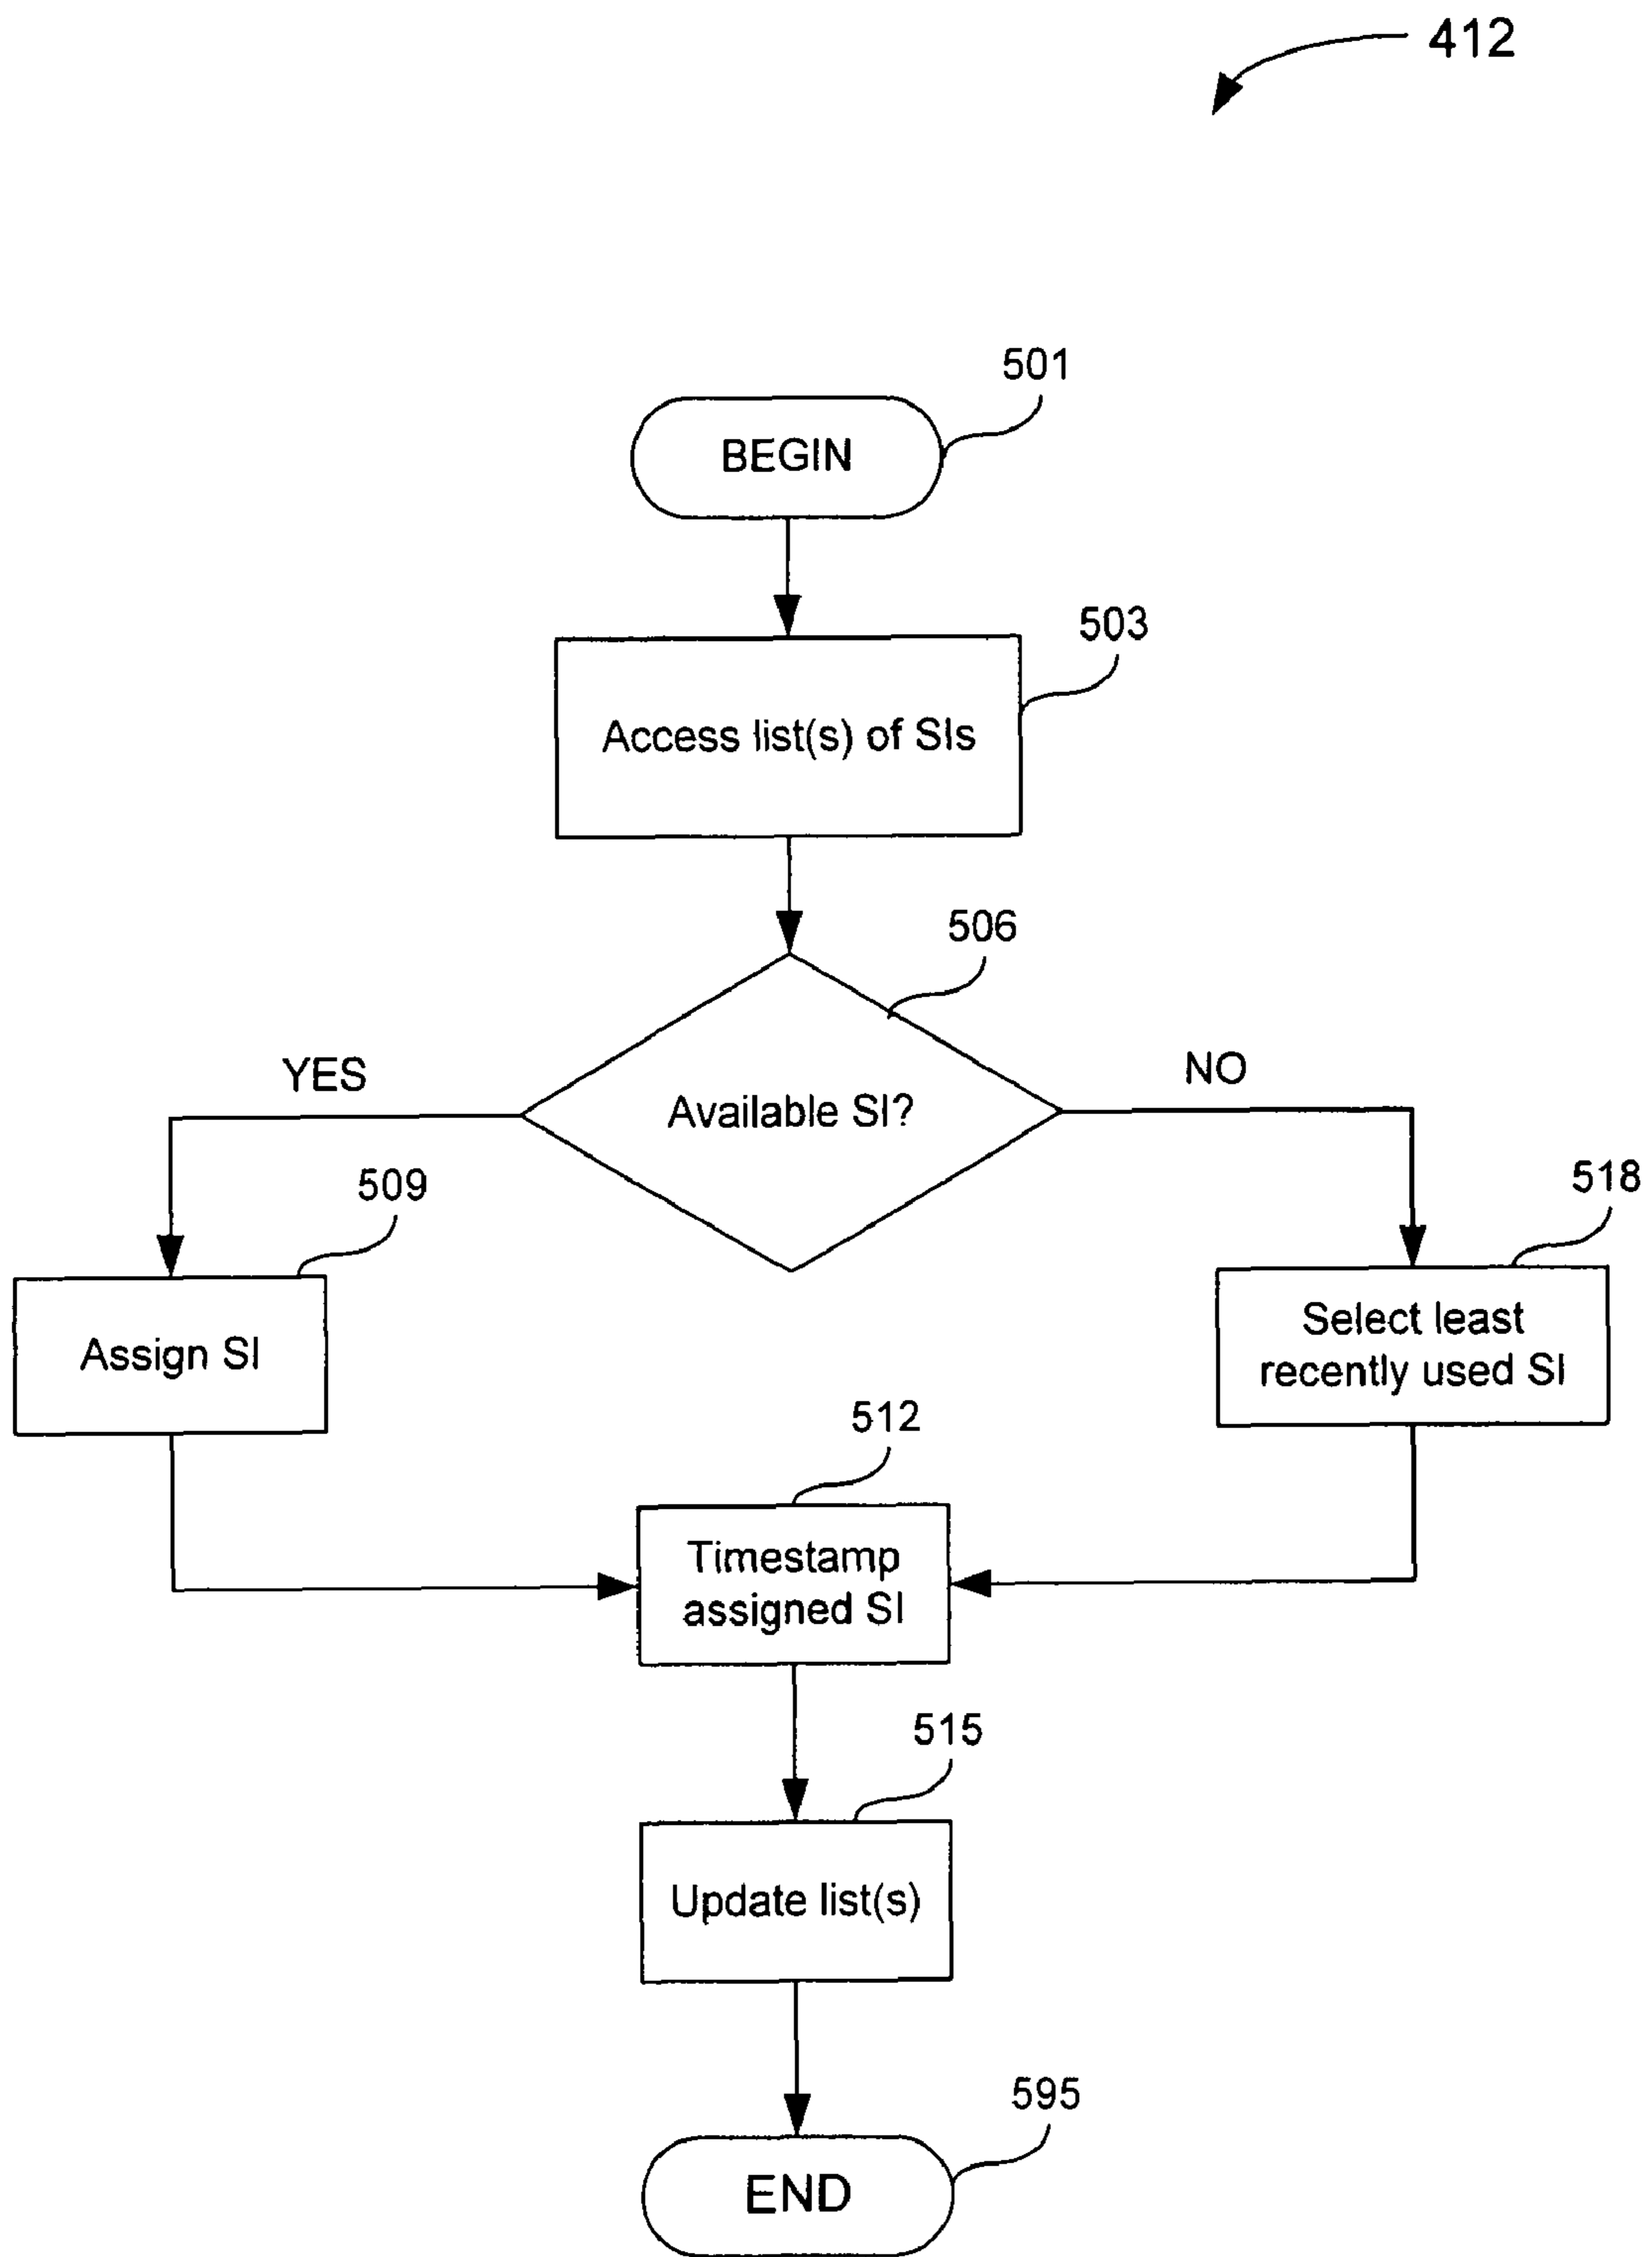 412
501
BEGIN
503
Access list(s) of SIs
506
YES
Available SI?
NO
509
Assign SI
518
Select least
recently used SI
512
Timestamp
assigned SI
515
Update list(s)
595
END